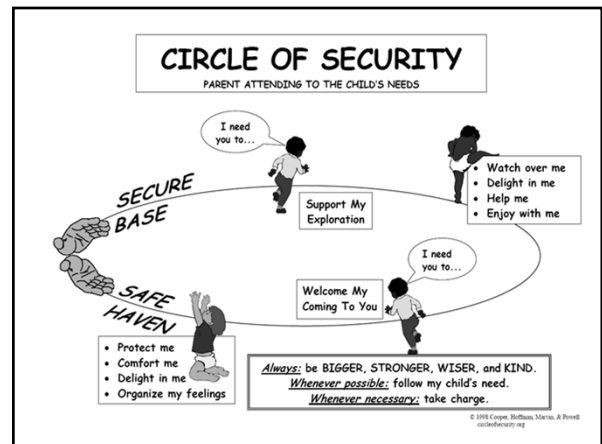 CIRCLE OF SECURITY
PARENT ATTENDING TO THE CHILD'S NEEDS
I need
you to...
SECURE
BASE
Support My
Exploration
• Watch over me
• Delight in me
• Help me
• Enjoy with me
I need
you to...
Welcome My
Coming To You
SAFE
HAVEN
• Protect me
• Comfort me
• Delight in me
• Organize my feelings
Always: be BIGGER, STRONGER, WISER, and KIND.
Whenever possible: follow my child's need.
Whenever necessary: take charge.
© 1998 Cooper, Hoffman, Marvin, & Powell
circleofsecurity.org